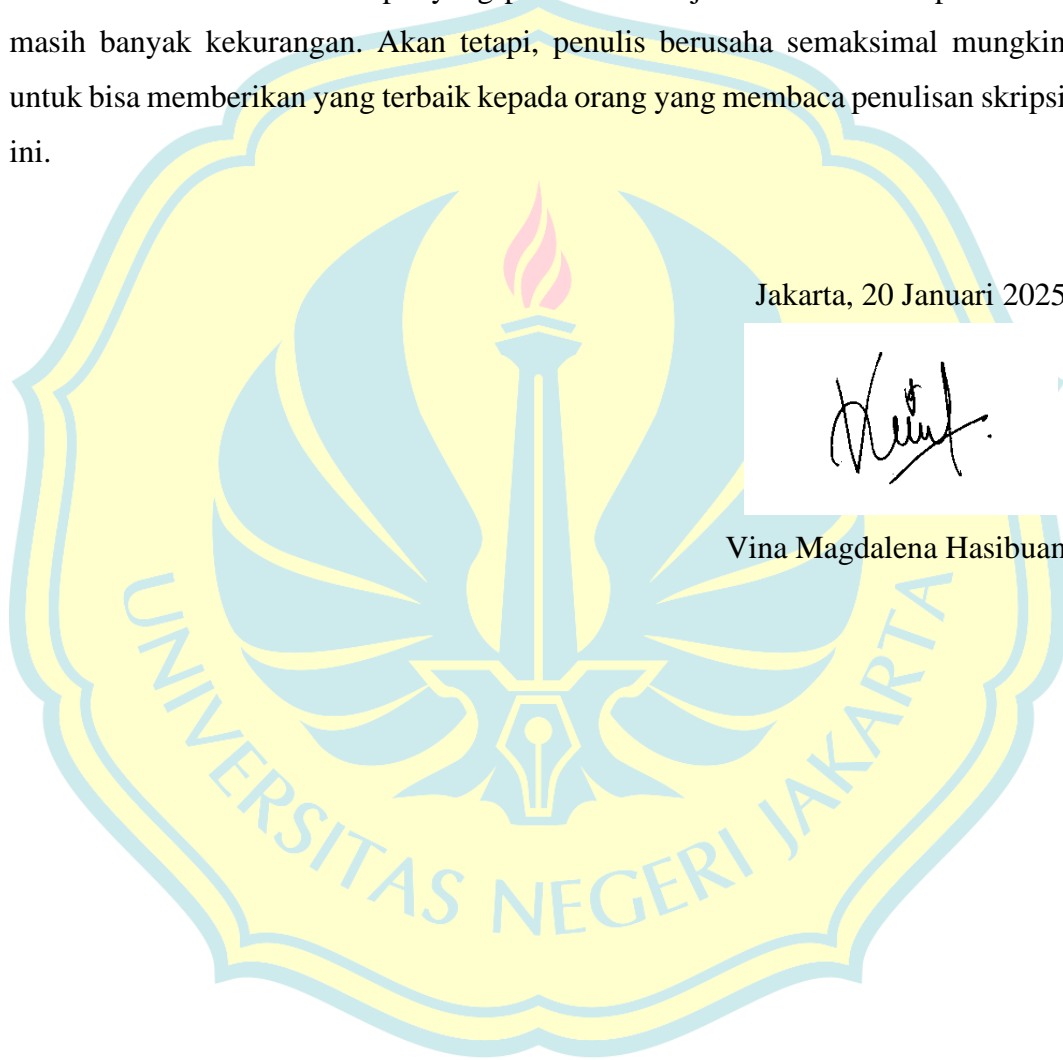 masih banyak kekurangan. Akan tetapi, penulis berusaha semaksimal mungkin
untuk bisa memberikan yang terbaik kepada orang yang membaca penulisan skripsi
ini.
Jakarta, 20 Januari 2025
Vina Magdalena Hasibuan
UNIVERSITAS NEGERI JAKARTA